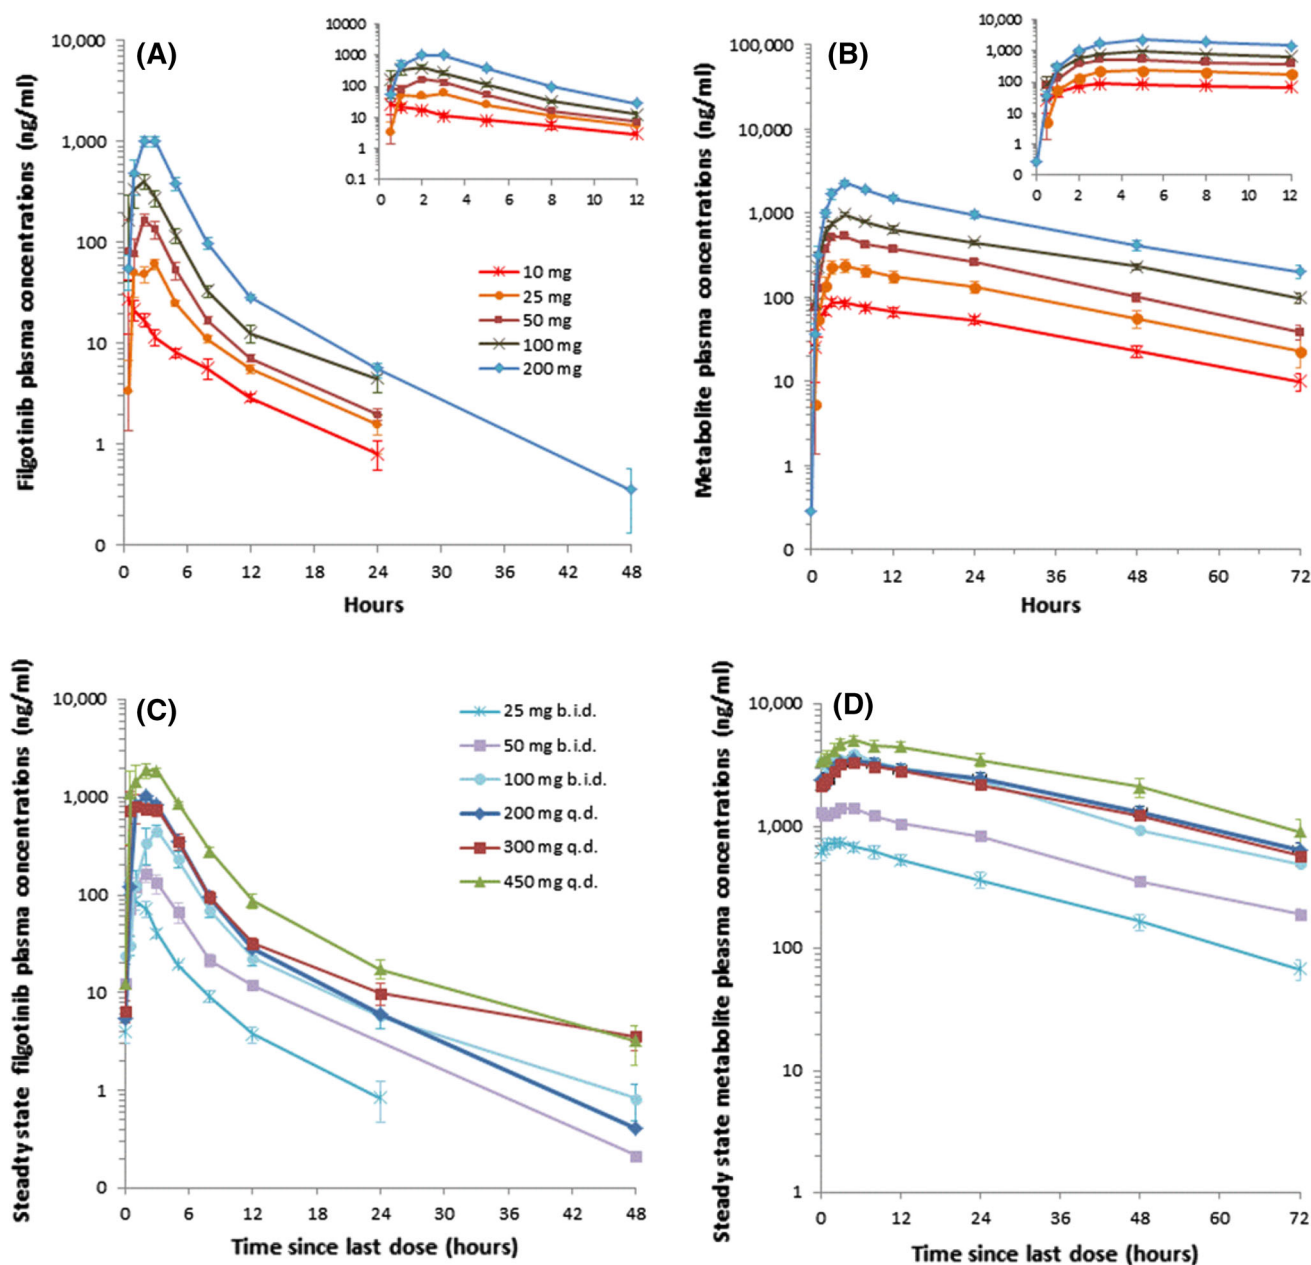 (A)
Filgotinib plasma concentrations (ng/ml)
10,000
1,000
100
10
1
0
0 6 12 18 24 30 36 42 48
Hours
10000
1000
100
10
1
0.1
0 2 4 6 8 10 12
10 mg
25 mg
50 mg
100 mg
200 mg
(B)
Metabolite plasma concentrations (ng/ml)
100,000
10,000
1,000
100
10
1
0
0 12 24 36 48 60 72
Hours
10,000
1,000
100
10
1
0
0 2 4 6 8 10 12
(C)
Steadty state filgotinib plasma concentrations (ng/ml)
10,000
1,000
100
10
1
0
0 6 12 18 24 30 36 42 48
Time since last dose (hours)
25 mg b.i.d.
50 mg b.i.d.
100 mg b.i.d.
200 mg q.d.
300 mg q.d.
450 mg q.d.
(D)
Steady state metabolite pleasma concentrations (ng/ml)
10,000
1,000
100
10
1
0 12 24 36 48 60 72
Time since last dose (hours)